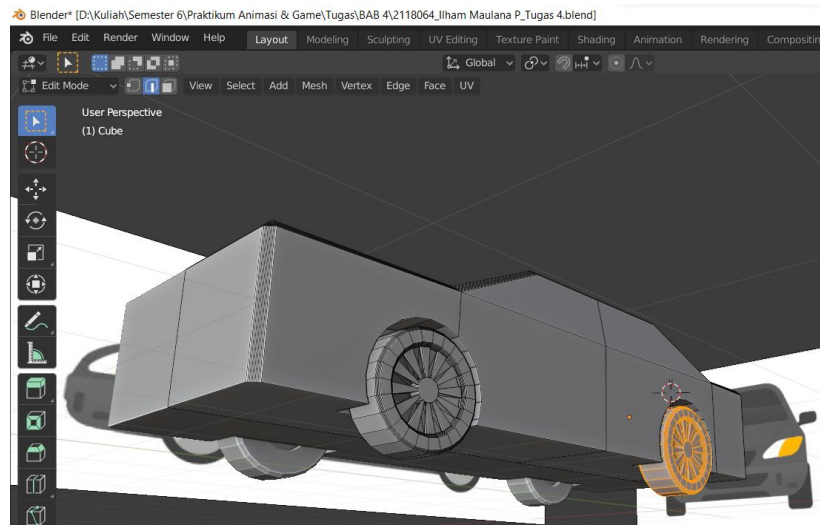 Blender* [D:\Kuliah\Semester 6\Praktikum Animasi & Game\Tugas\BAB 4\2118064_Ilham Maulana P_Tugas 4.blend]
File Edit Render Window Help Layout Modeling Sculpting UV Editing Texture Paint Shading Animation Rendering Compositin
Global
Edit Mode View Select Add Mesh Vertex Edge Face UV
User Perspective
(1) Cube